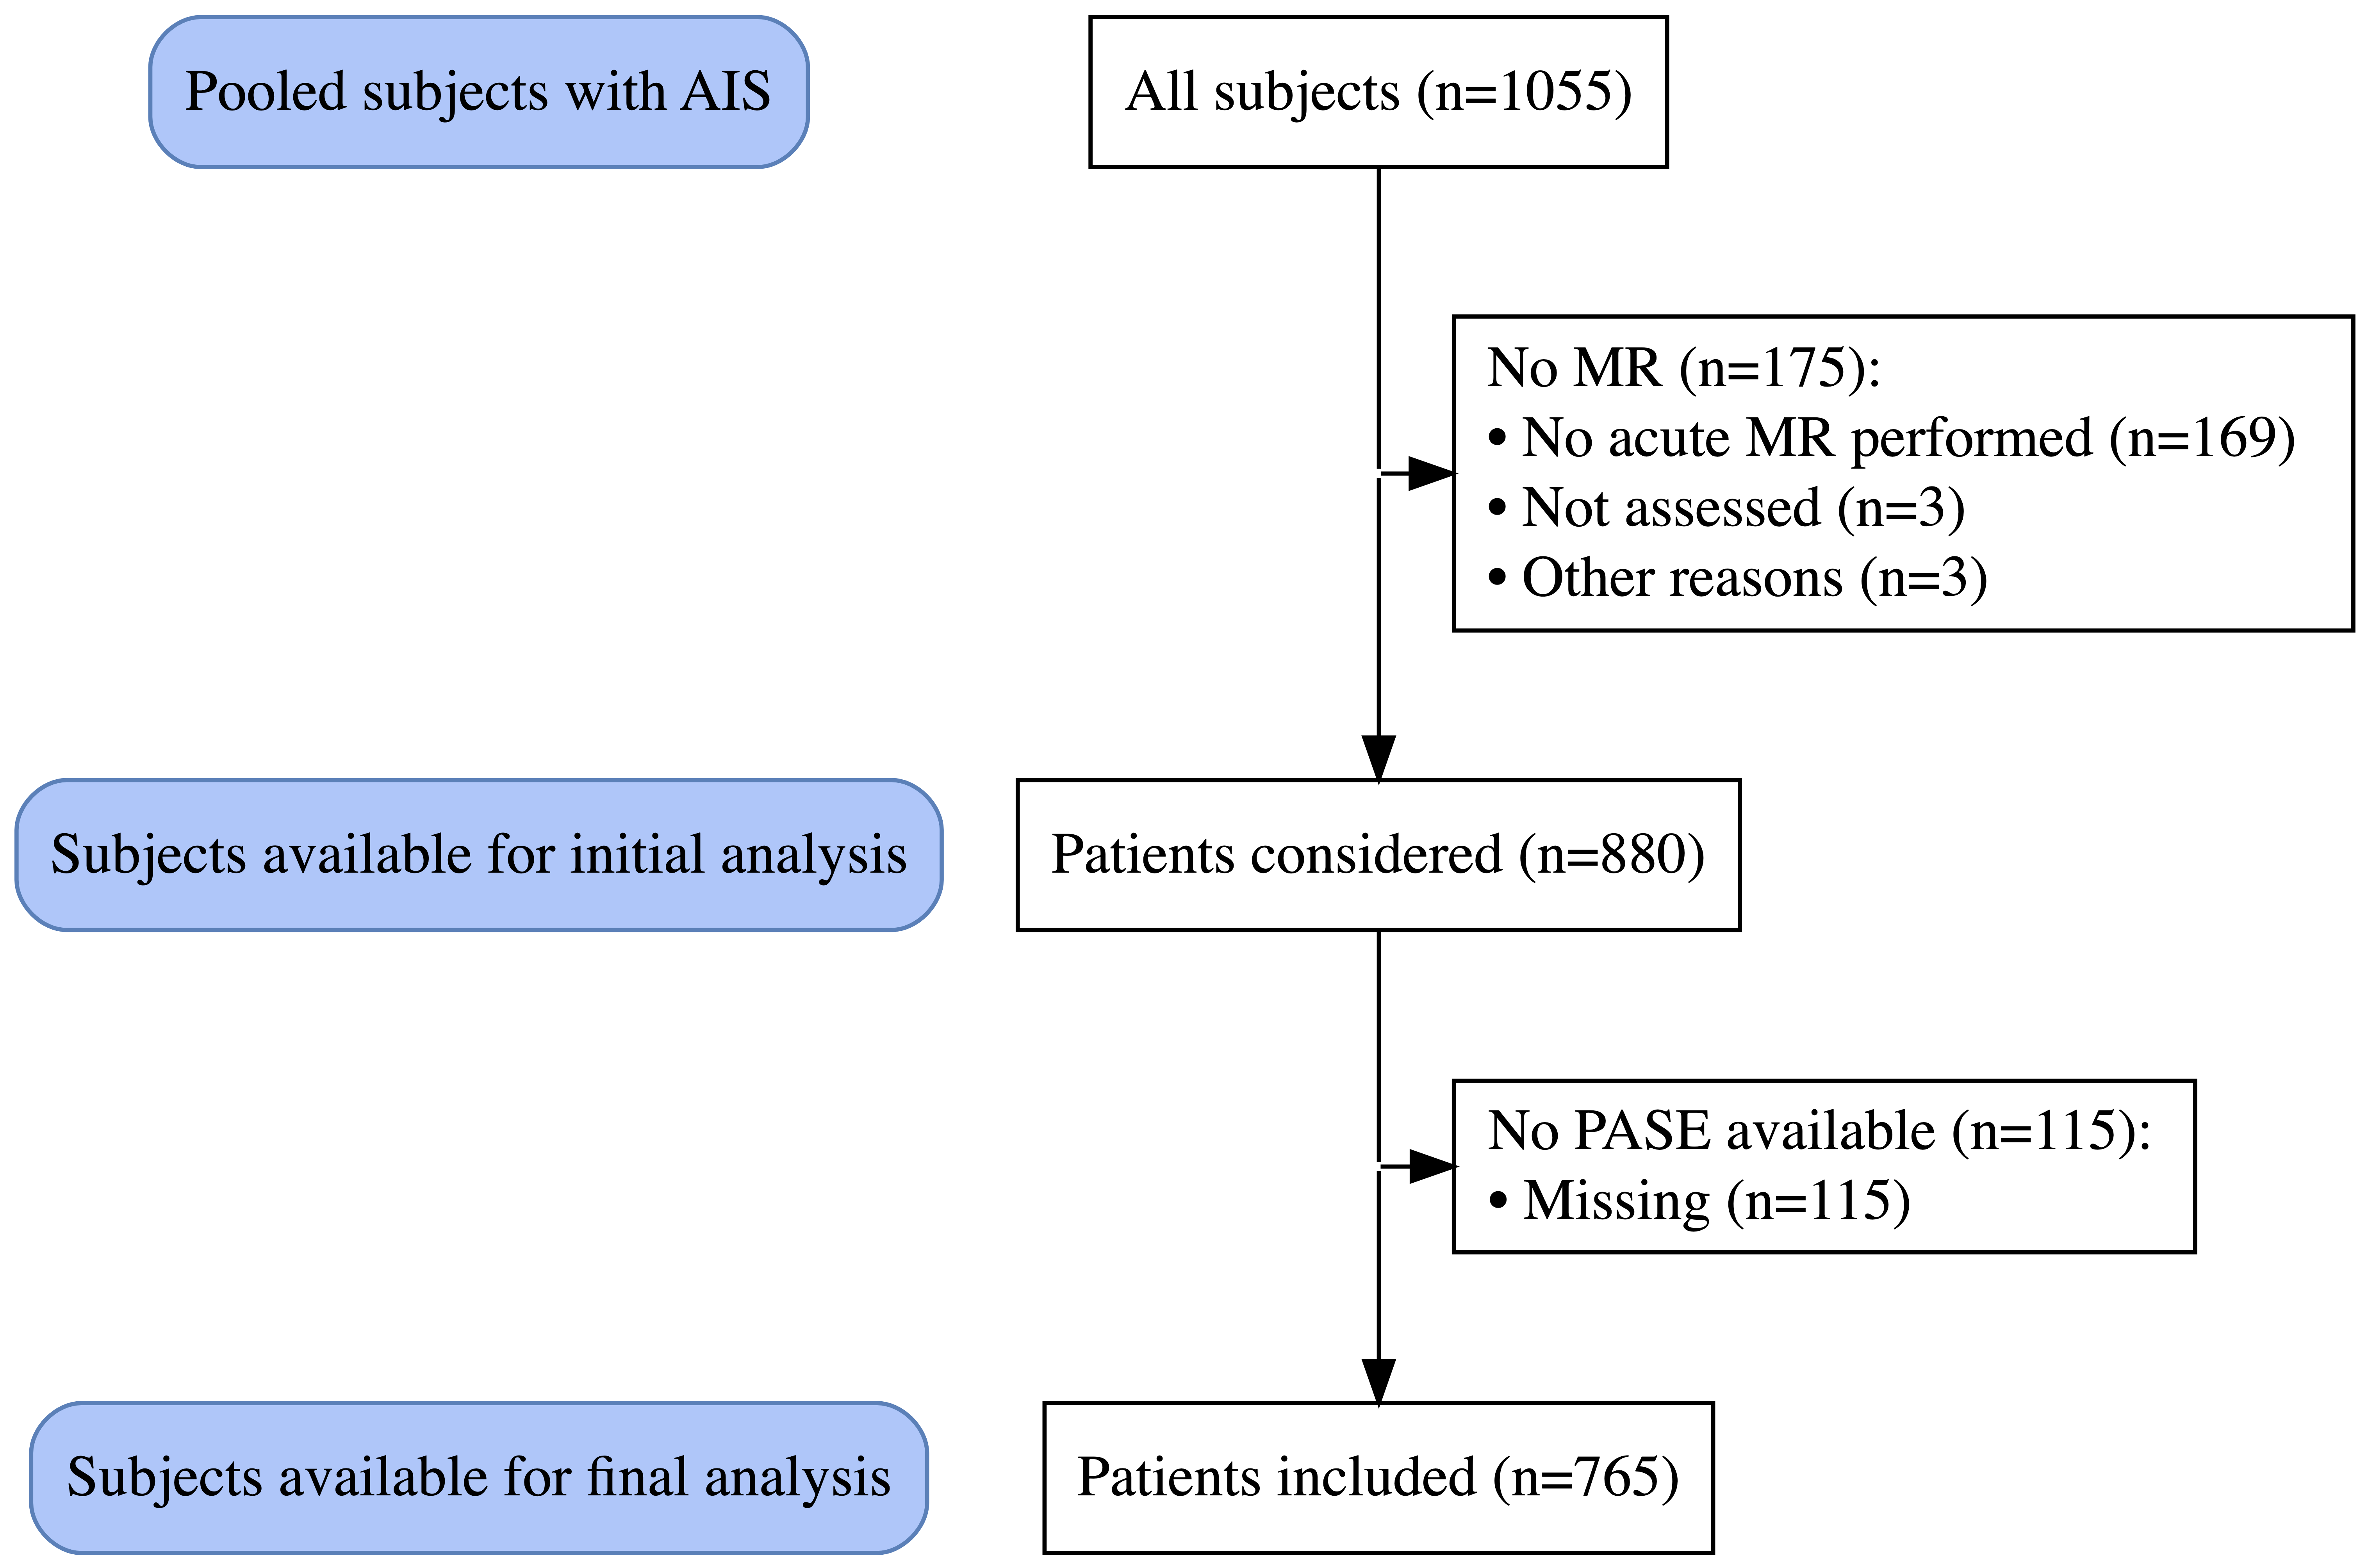 Pooled subjects with AIS
All subjects (n=1055)
No MR (n=175):
• No acute MR performed (n=169)
• Not assessed (n=3)
• Other reasons (n=3)
Subjects available for initial analysis
Patients considered (n=880)
No PASE available (n=115):
• Missing (n=115)
Subjects available for final analysis
Patients included (n=765)